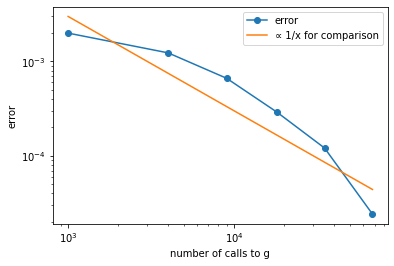 error
∝ 1/x for comparison
10⁻³
10⁻⁴
error
10³
10⁴
number of calls to g